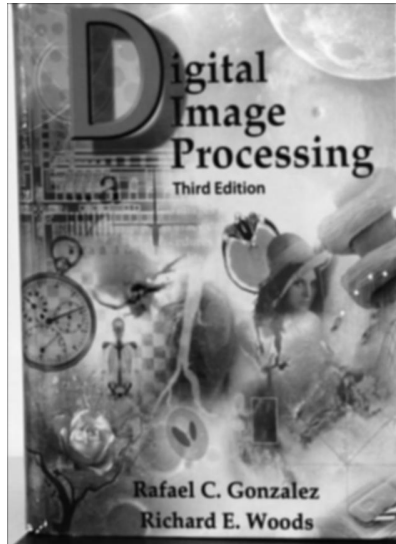 Digital
Image
Processing
Third Edition
a
Rafael C. Gonzalez
Richard E. Woods